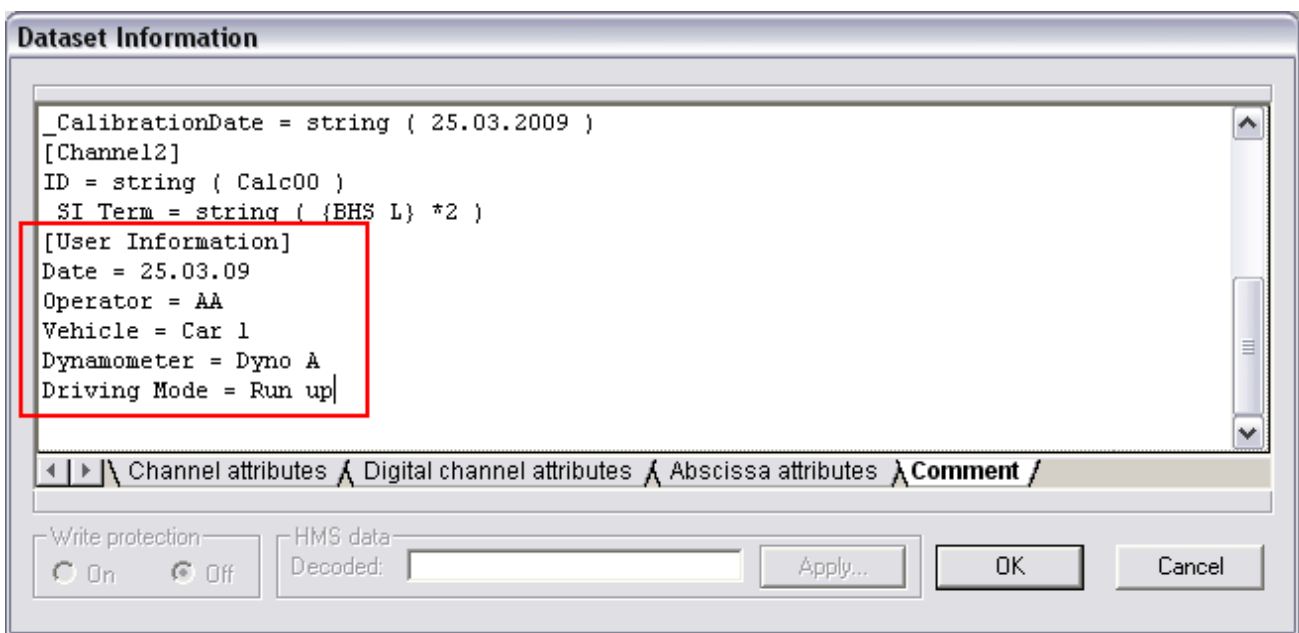 Dataset Information
_CalibrationDate = string ( 25.03.2009 )
[Channel2]
ID = string ( Calc00 )
_SI Term = string ( {BHS L} *2 )
[User Information]
Date = 25.03.09
Operator = AA
Vehicle = Car 1
Dynamometer = Dyno A
Driving Mode = Run up
Channel attributes Digital channel attributes Abscissa attributes Comment
Write protection HMS data
On Off Decoded: Apply... OK Cancel